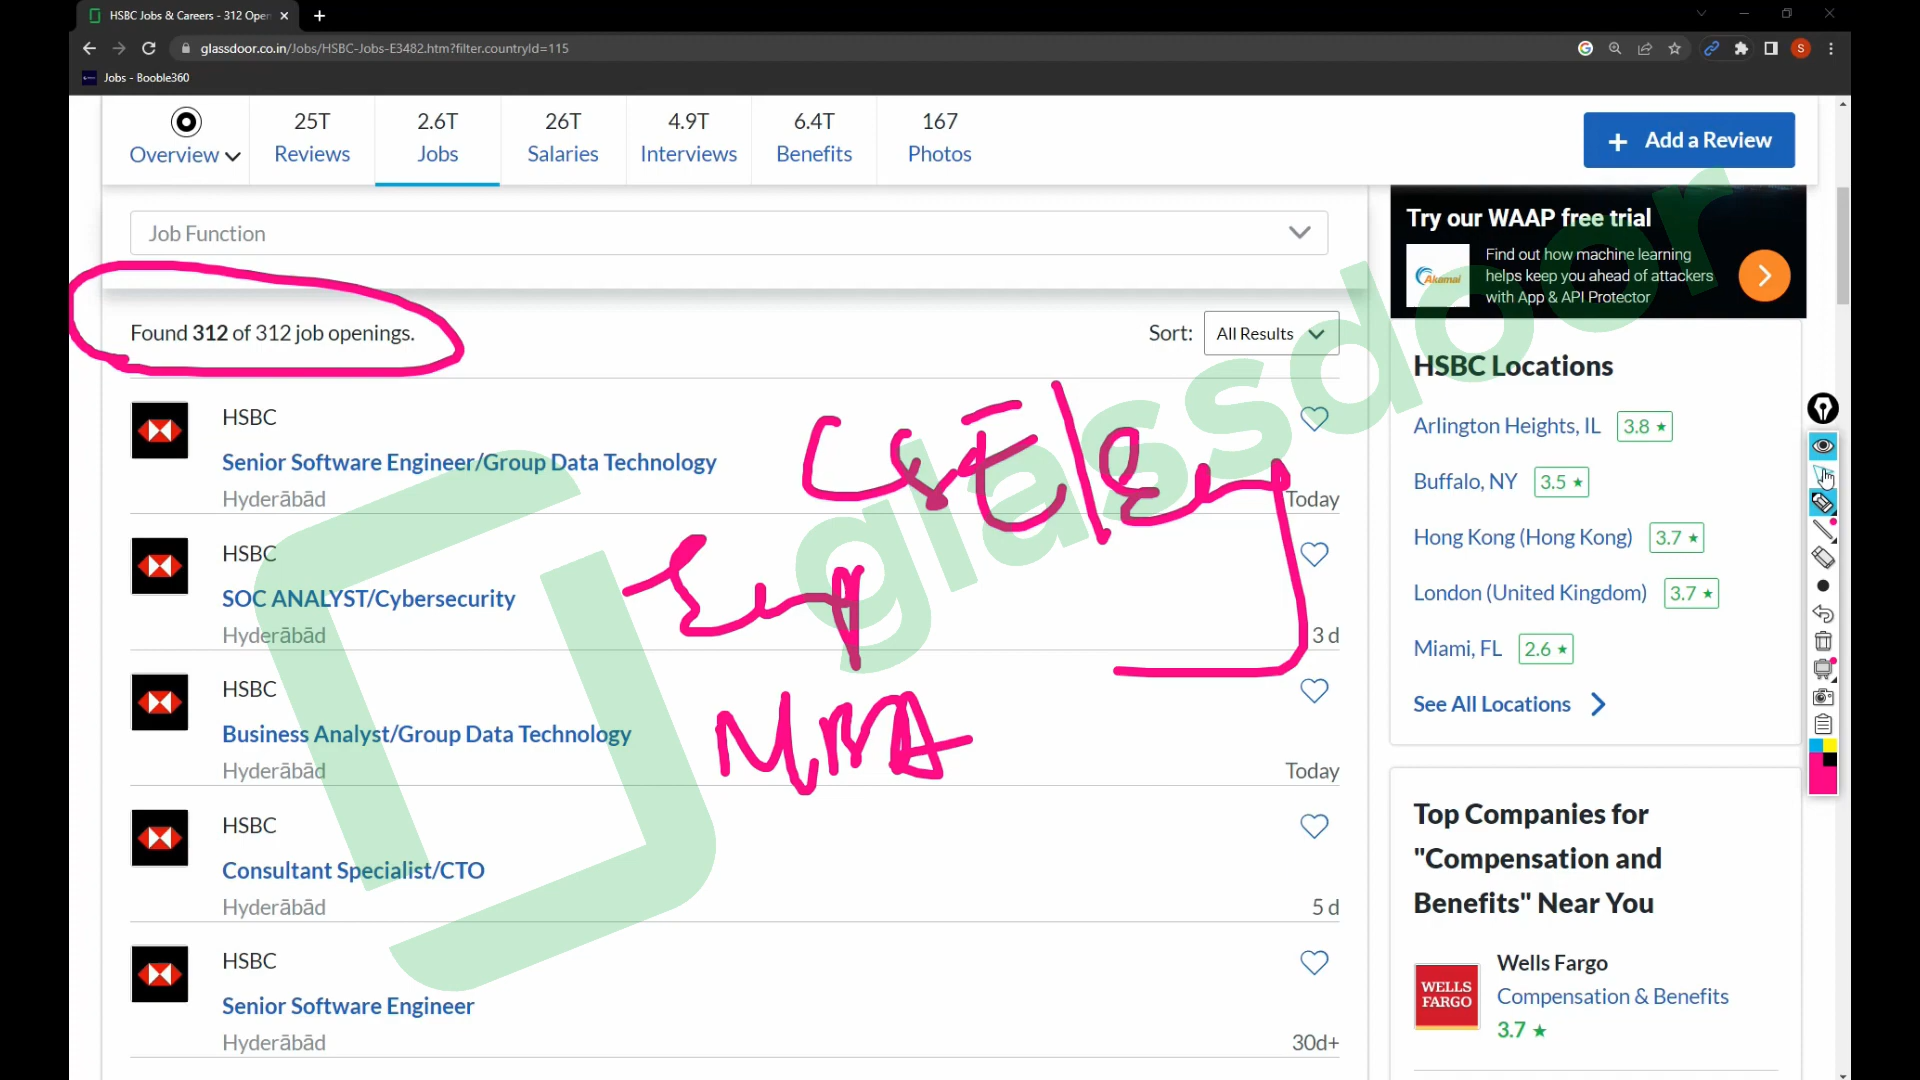 HSBC Jobs & Careers - 312 Open
glassdoor.co.in/Jobs/HSBC-Jobs-E3482.htm?filter.countryId=115
S
Jobs - Booble360
25T 2.6T 26T 4.9T 6.4T 167
Overview Reviews Jobs Salaries Interviews Benefits Photos
+ Add a Review
Job Function
Found 312 of 312 job openings.
Sort: All Results
HSBC
Senior Software Engineer/Group Data Technology
Hyderābād
Today
HSBC
SOC ANALYST/Cybersecurity
Hyderābād
3 d
HSBC
Business Analyst/Group Data Technology
Hyderābād
Today
HSBC
Consultant Specialist/CTO
Hyderābād
5 d
HSBC
Senior Software Engineer
Hyderābād
30d+
CSE/
MBA
glassdoor
Try our WAAP free trial
Akamai
Find out how machine learning
helps keep you ahead of attackers
with App & API Protector
HSBC Locations
Arlington Heights, IL 3.8 ★
Buffalo, NY 3.5 ★
Hong Kong (Hong Kong) 3.7 ★
London (United Kingdom) 3.7 ★
Miami, FL 2.6 ★
See All Locations
Top Companies for
"Compensation and
Benefits" Near You
WELLS
FARGO
Wells Fargo
Compensation & Benefits
3.7 ★